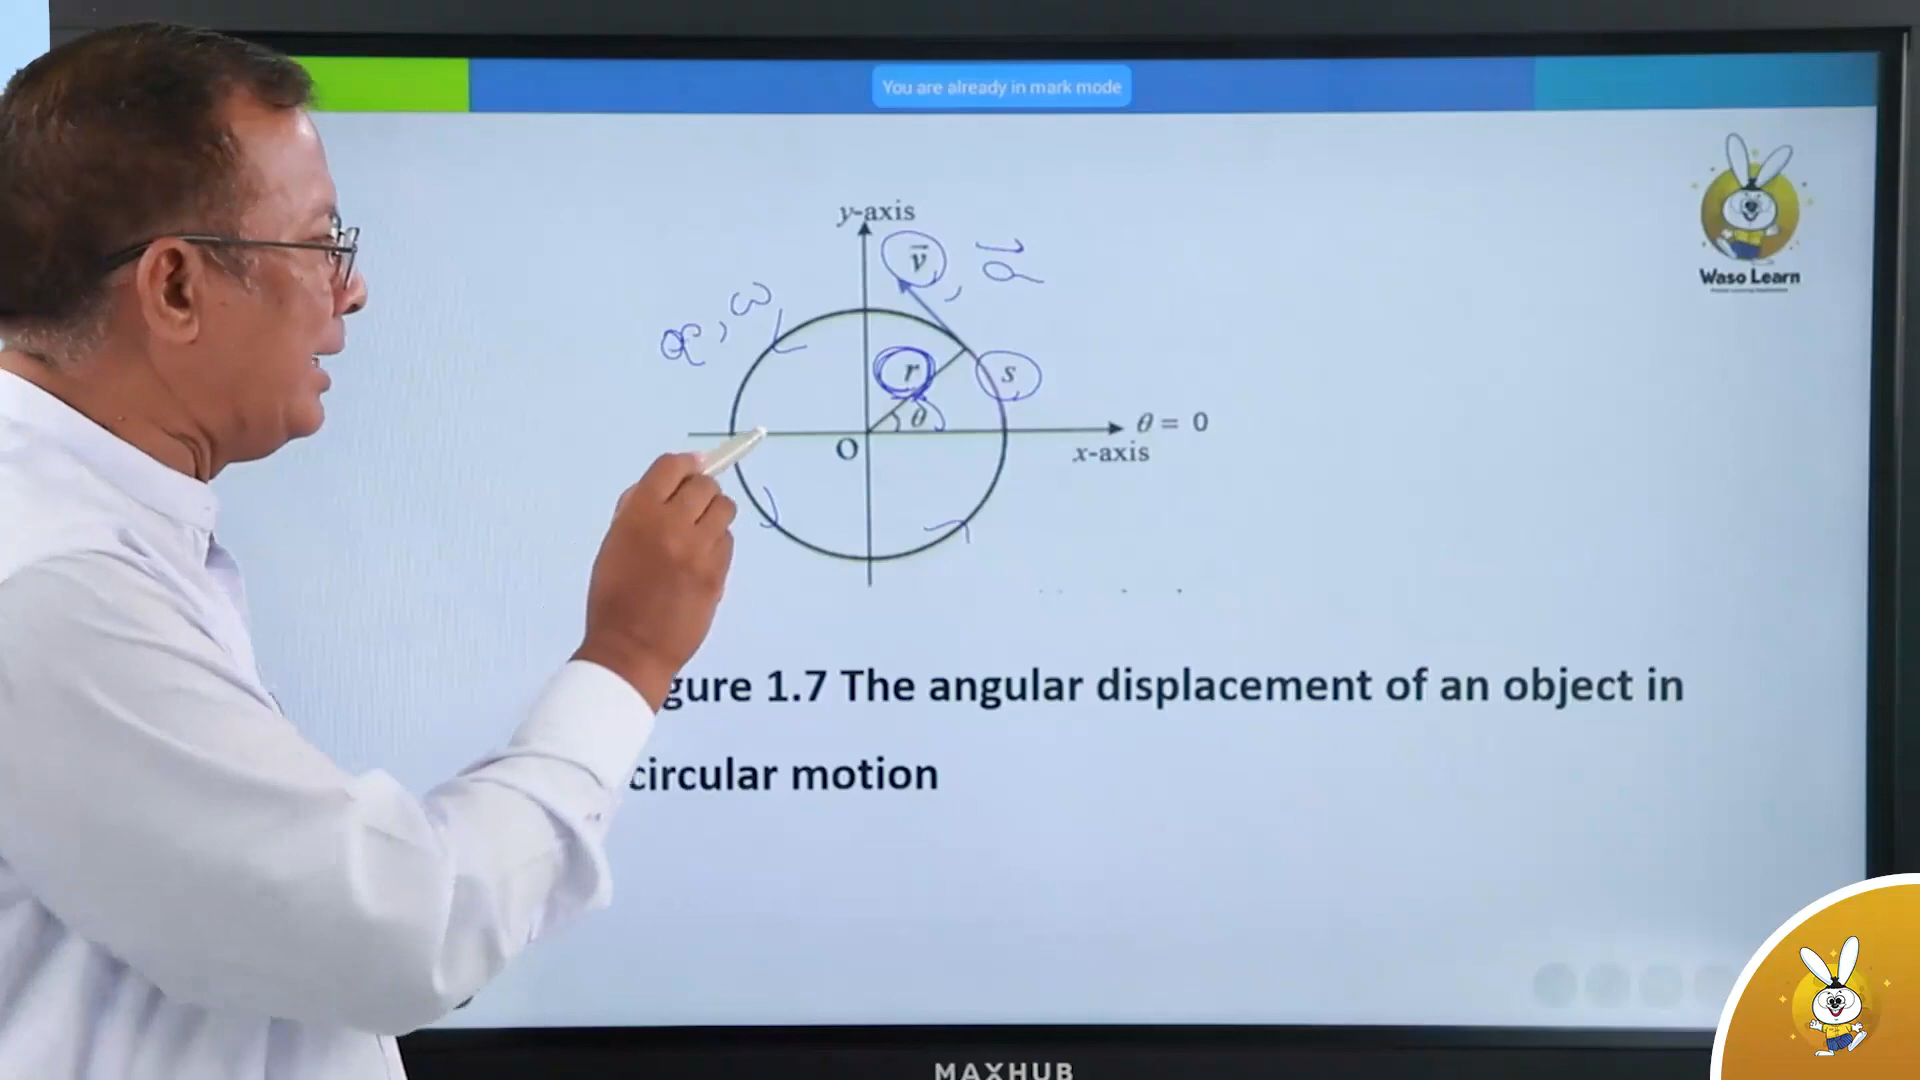 You are already in mark mode
Waso Learn
y-axis
v⃗, a⃗
α, ω
r
s
θ
θ = 0
O
x-axis
gure 1.7 The angular displacement of an object in
circular motion
MAXHUB